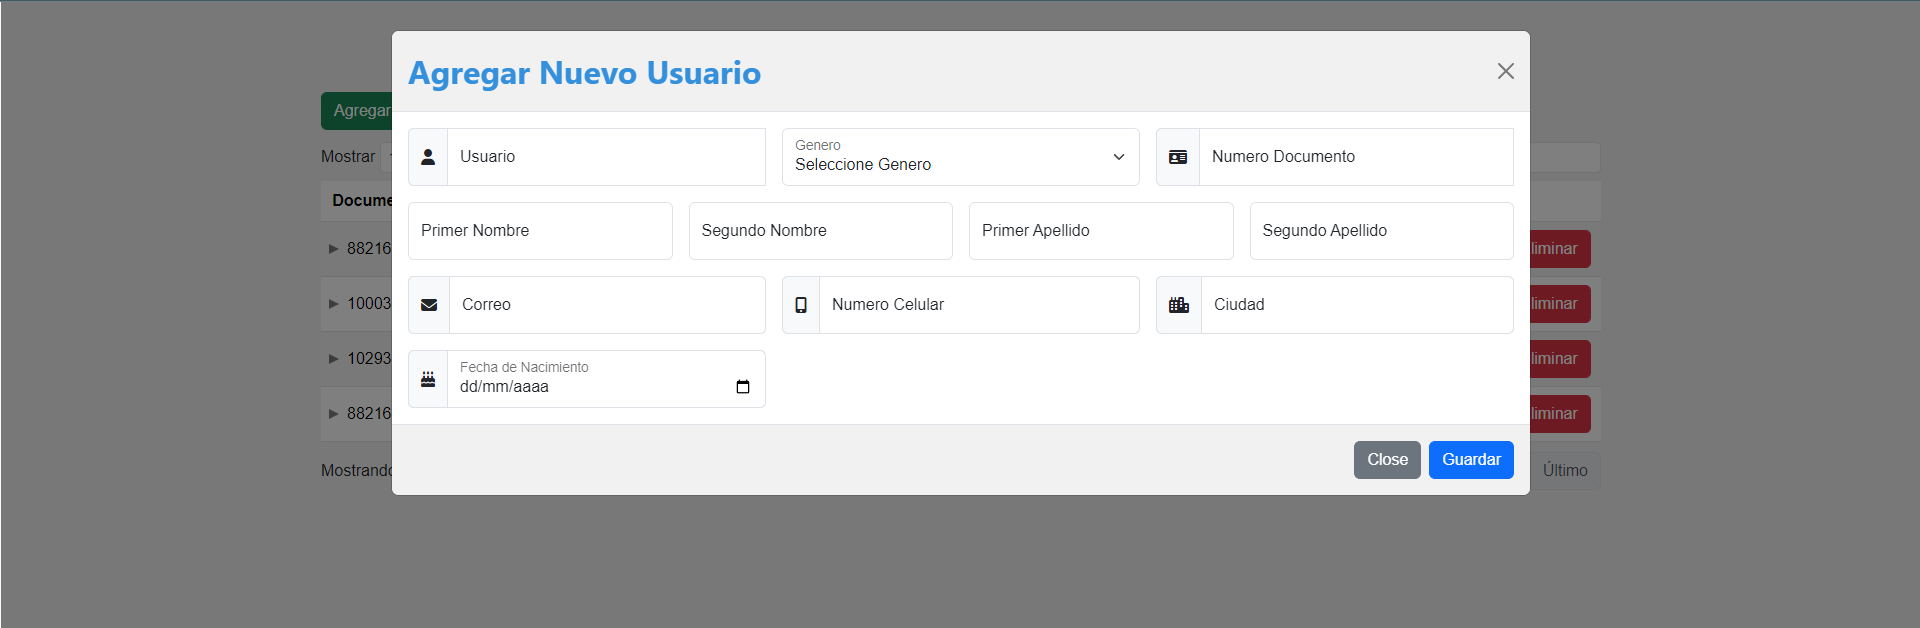 Agregar Nuevo Usuario
Agregar
Usuario
Genero
Seleccione Genero
Numero Documento
Mostrar
Docume
Primer Nombre
Segundo Nombre
Primer Apellido
Segundo Apellido
88216
liminar
Correo
Numero Celular
Ciudad
10003
liminar
Fecha de Nacimiento
dd/mm/aaaa
10293
liminar
88216
liminar
Close
Guardar
Mostrando
Último